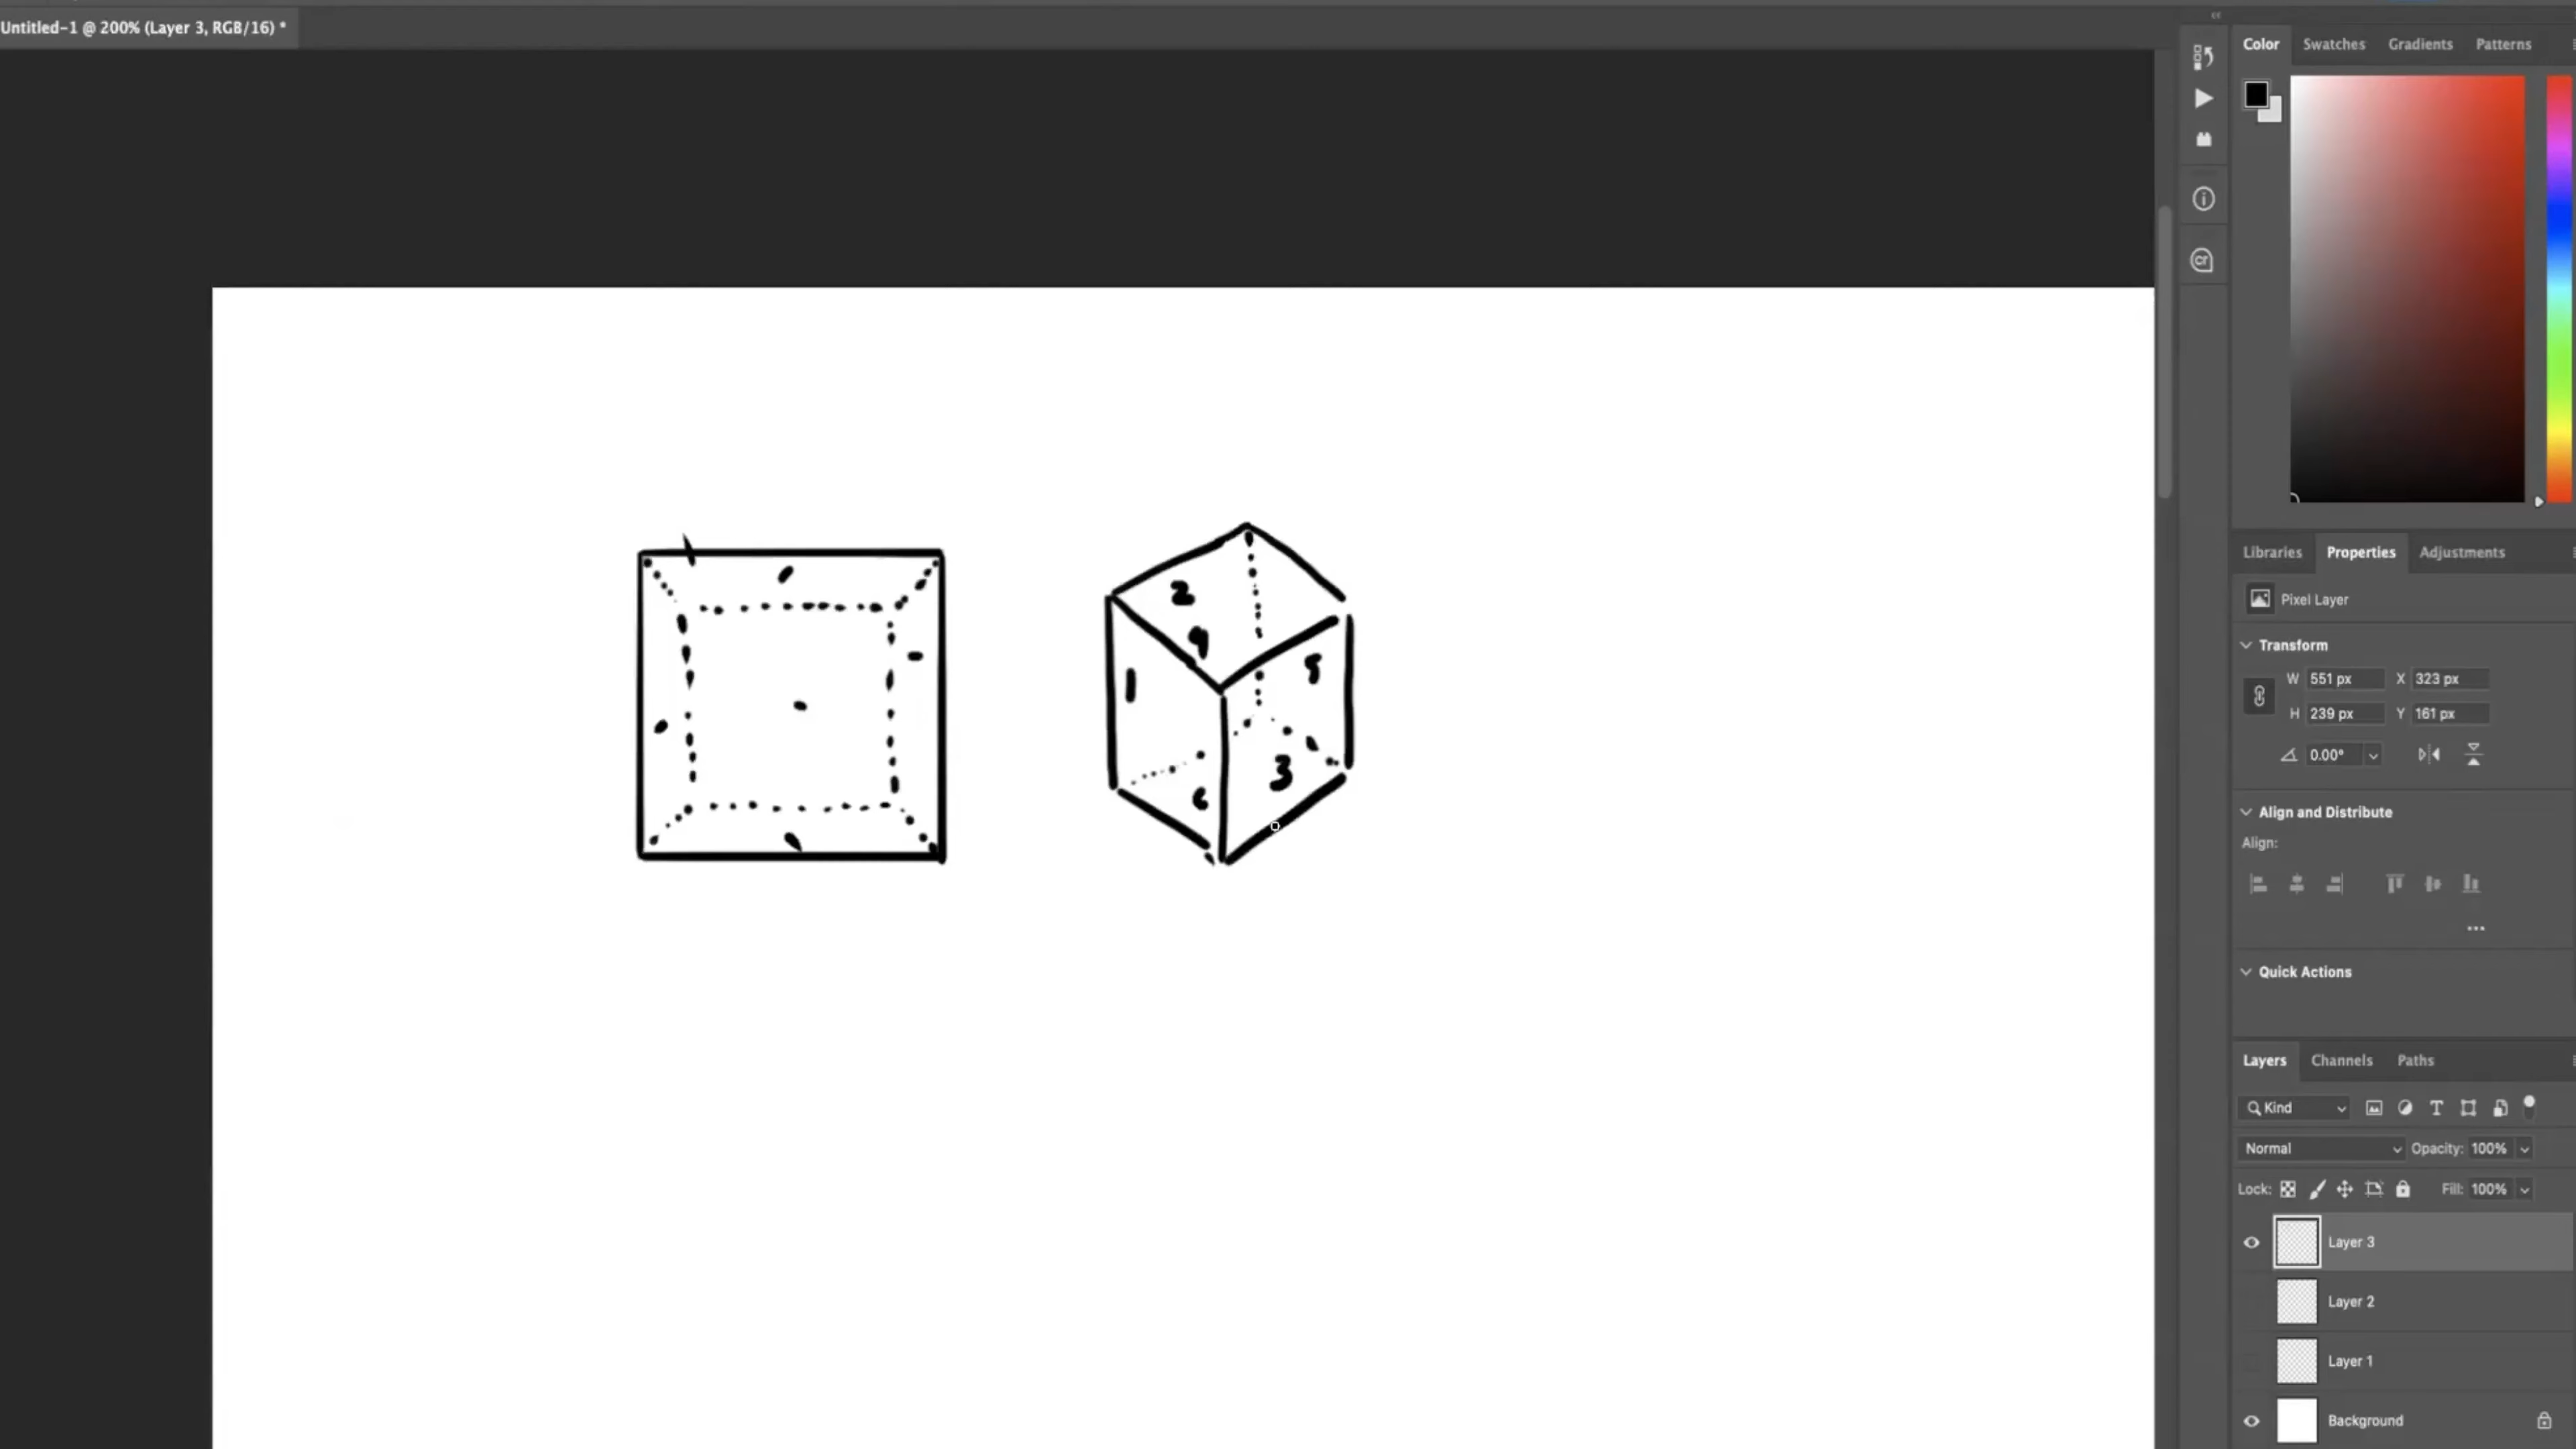 Untitled-1 @ 200% (Layer 3, RGB/16) *
Color Swatches Gradients Patterns
Libraries Properties Adjustments
Pixel Layer
Transform
W 551 px X 323 px
H 239 px Y 161 px
0.00°
Align and Distribute
Align:
Quick Actions
Layers Channels Paths
Kind
Normal Opacity: 100%
Lock: Fill: 100%
Layer 3
Layer 2
Layer 1
Background
2
4
1
5
3
6